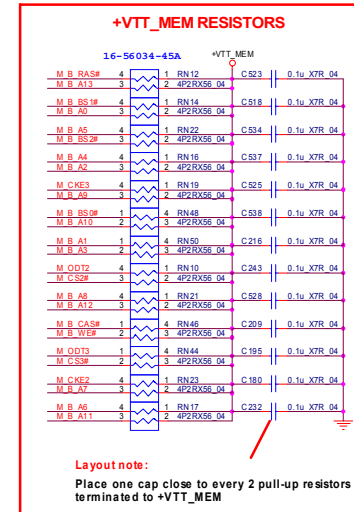 +VTT_MEM RESISTORS
16-56034-45A +VTT_MEM
M_B_RAS# 4 1 RN12 C523 0.1u_X7R_04
M_B_A13 3 2 4P2RX56_04
M_B_BS1# 4 1 RN14 C518 0.1u_X7R_04
M_B_A0 3 2 4P2RX56_04
M_B_A5 4 1 RN22 C534 0.1u_X7R_04
M_B_BS2# 3 2 4P2RX56_04
M_B_A4 4 1 RN16 C537 0.1u_X7R_04
M_B_A2 3 2 4P2RX56_04
M_CKE3 4 1 RN19 C525 0.1u_X7R_04
M_B_A9 3 2 4P2RX56_04
M_B_BS0# 1 4 RN48 C538 0.1u_X7R_04
M_B_A10 2 3 4P2RX56_04
M_B_A1 1 4 RN50 C216 0.1u_X7R_04
M_B_A3 2 3 4P2RX56_04
M_ODT2 4 1 RN10 C243 0.1u_X7R_04
M_CS2# 3 2 4P2RX56_04
M_B_A8 4 1 RN21 C528 0.1u_X7R_04
M_B_A12 3 2 4P2RX56_04
M_B_CAS# 1 4 RN46 C209 0.1u_X7R_04
M_B_WE# 2 3 4P2RX56_04
M_ODT3 1 4 RN44 C195 0.1u_X7R_04
M_CS3# 2 3 4P2RX56_04
M_CKE2 4 1 RN23 C180 0.1u_X7R_04
M_B_A7 3 2 4P2RX56_04
M_B_A6 4 1 RN17 C232 0.1u_X7R_04
M_B_A11 3 2 4P2RX56_04
Layout note:
Place one cap close to every 2 pull-up resistors
terminated to +VTT_MEM